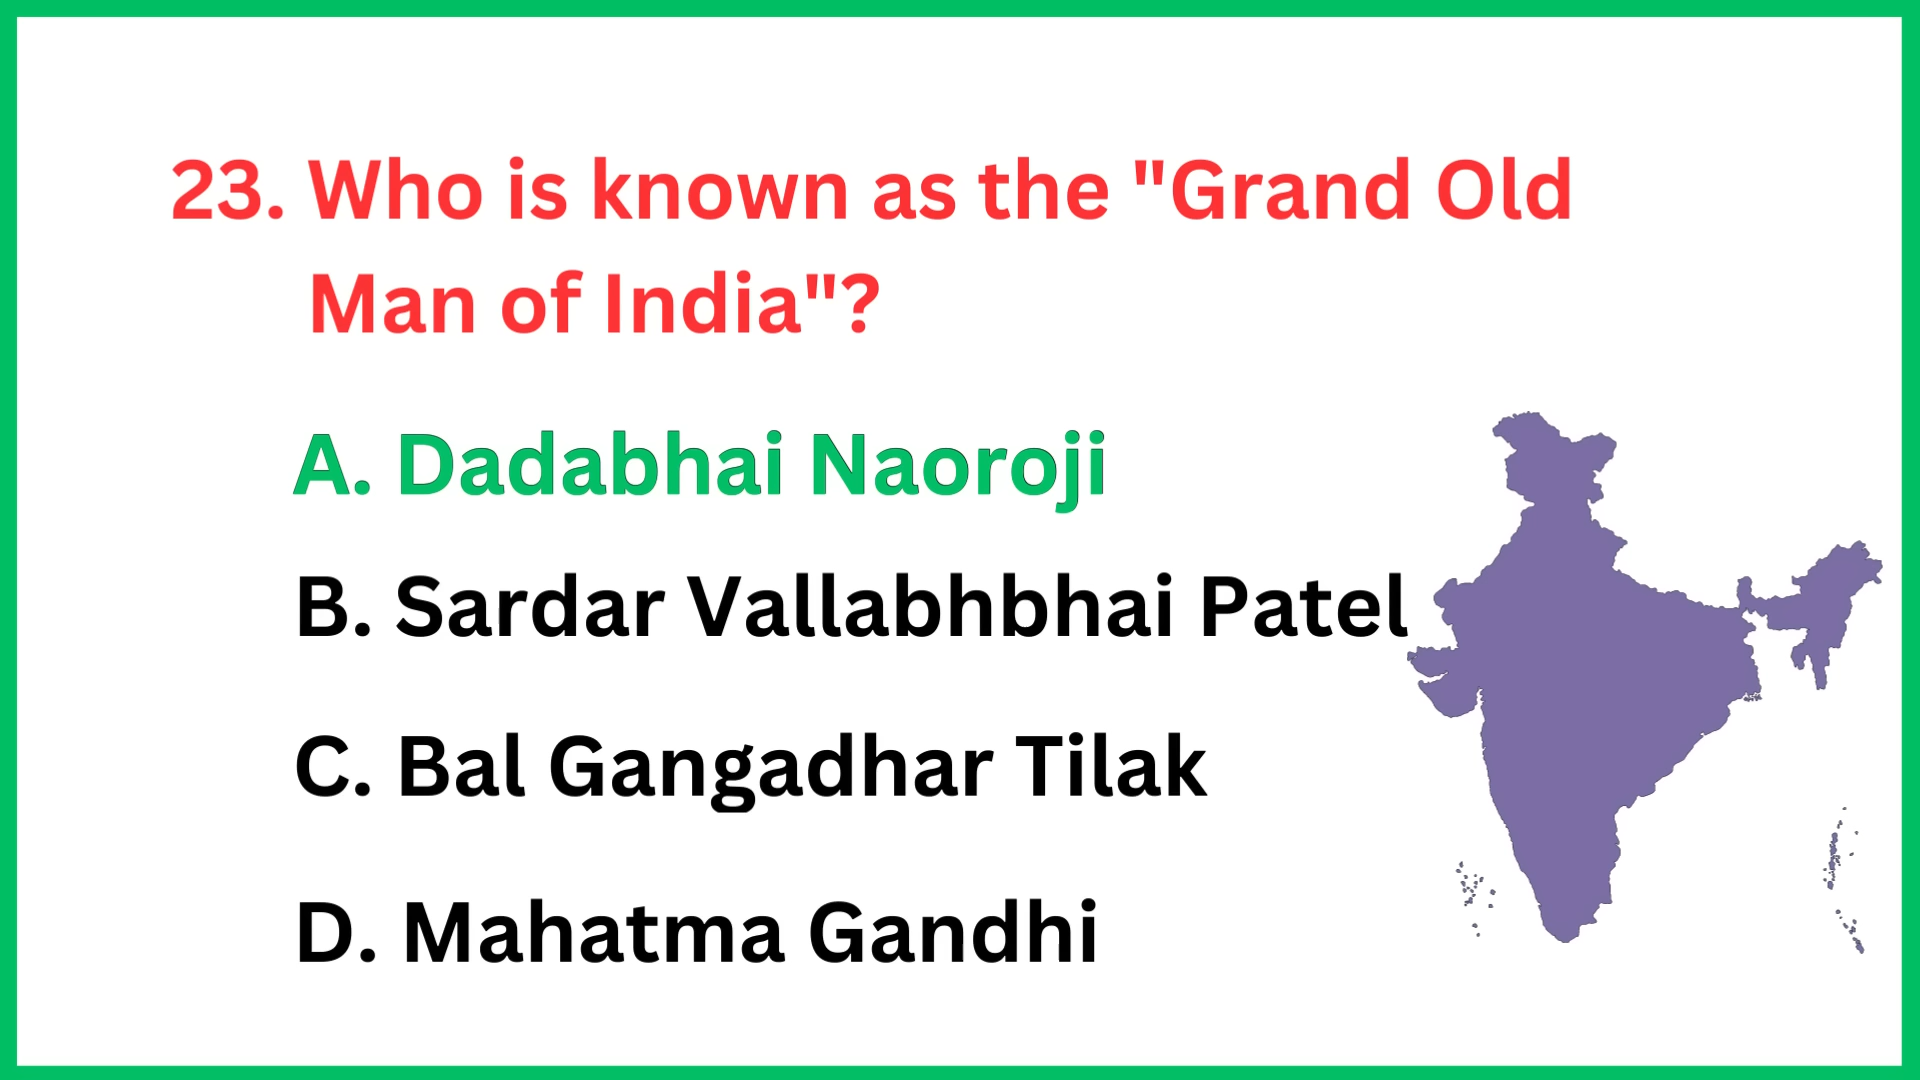 23. Who is known as the "Grand Old
Man of India"?
A. Dadabhai Naoroji
B. Sardar Vallabhbhai Patel
C. Bal Gangadhar Tilak
D. Mahatma Gandhi